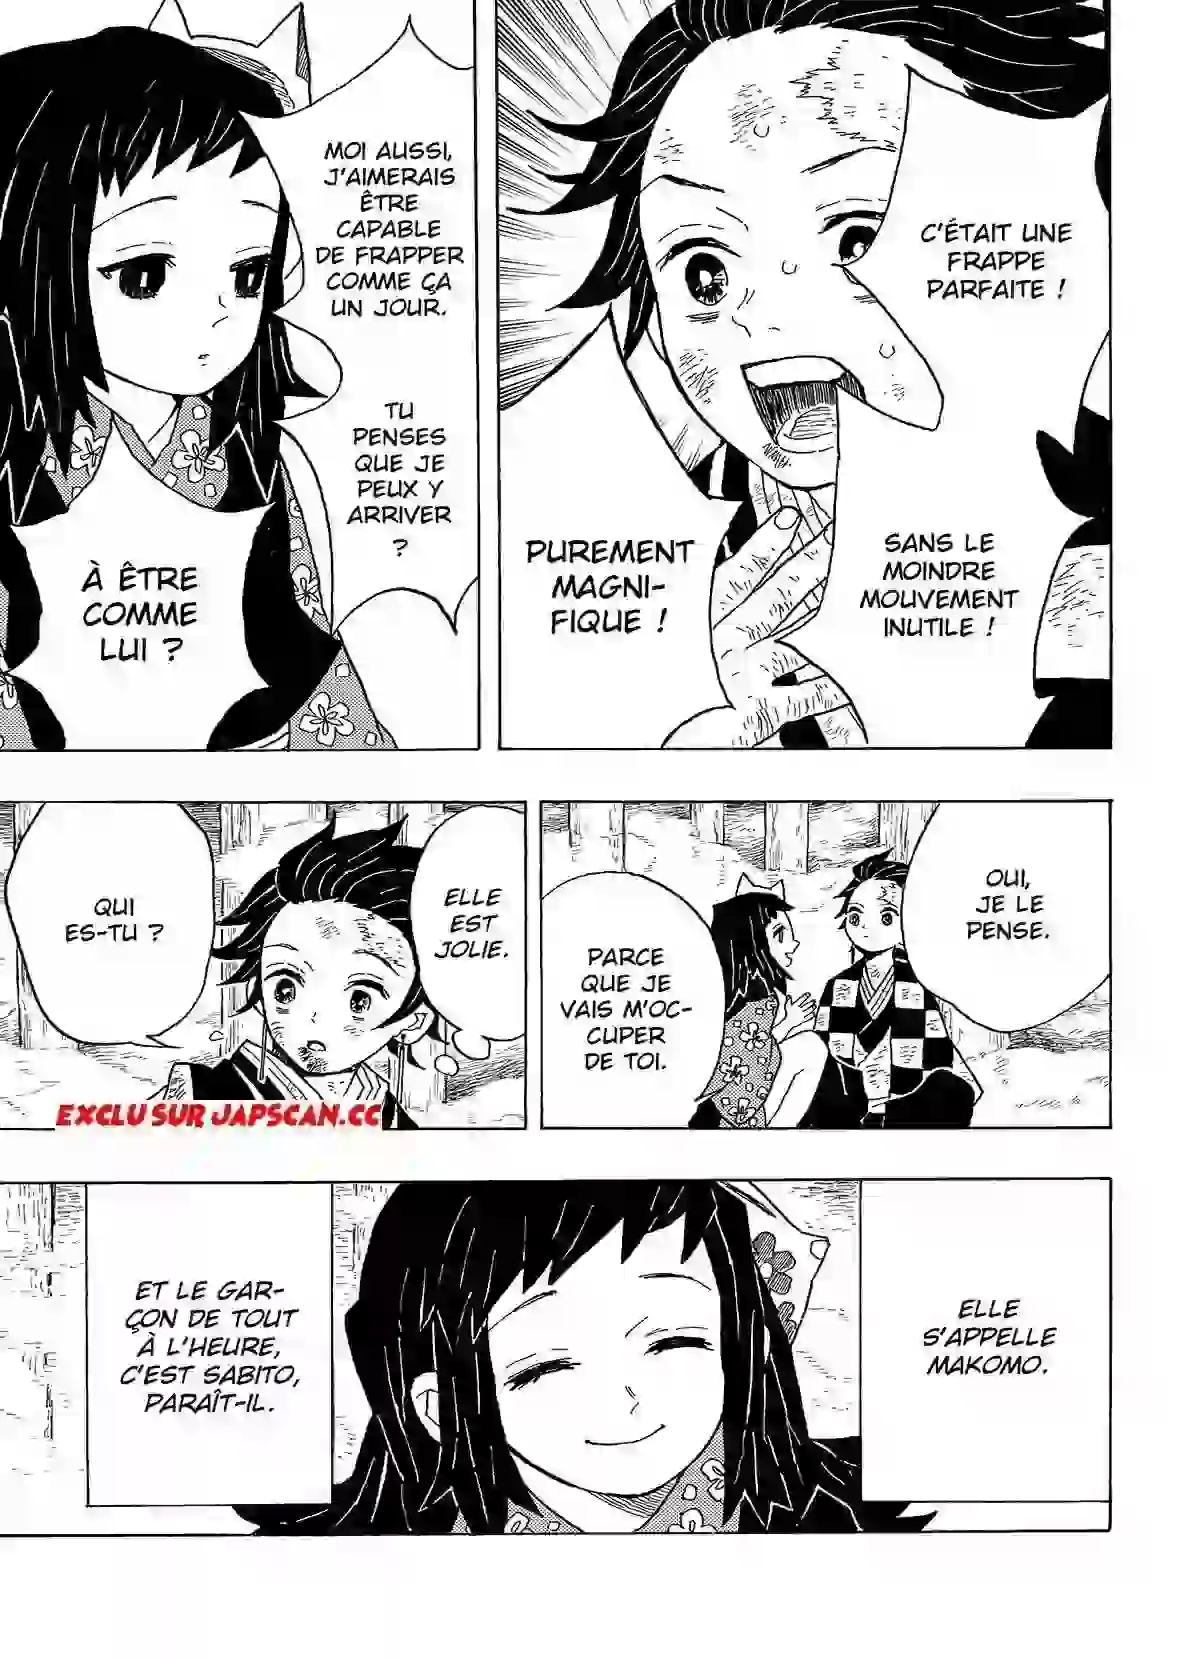 C'ÉTAIT UNE
FRAPPE
PARFAITE !
SANS LE
MOINDRE
MOUVEMENT
INUTILE !
PUREMENT
MAGNI-
FIQUE !
MOI AUSSI,
J'AIMERAIS
ÊTRE
CAPABLE
DE FRAPPER
COMME ÇA
UN JOUR.
TU
PENSES
QUE JE
PEUX Y
ARRIVER
?
À ÊTRE
COMME
LUI ?
OUI,
JE LE
PENSE.
PARCE
QUE JE
VAIS M'OC-
CUPER
DE TOI.
ELLE
EST
JOLIE.
QUI
ES-TU ?
EXCLU SUR JAPSCAN.CC
ELLE
S'APPELLE
MAKOMO.
ET LE GAR-
ÇON DE TOUT
À L'HEURE,
C'EST SABITO,
PARAÎT-IL.